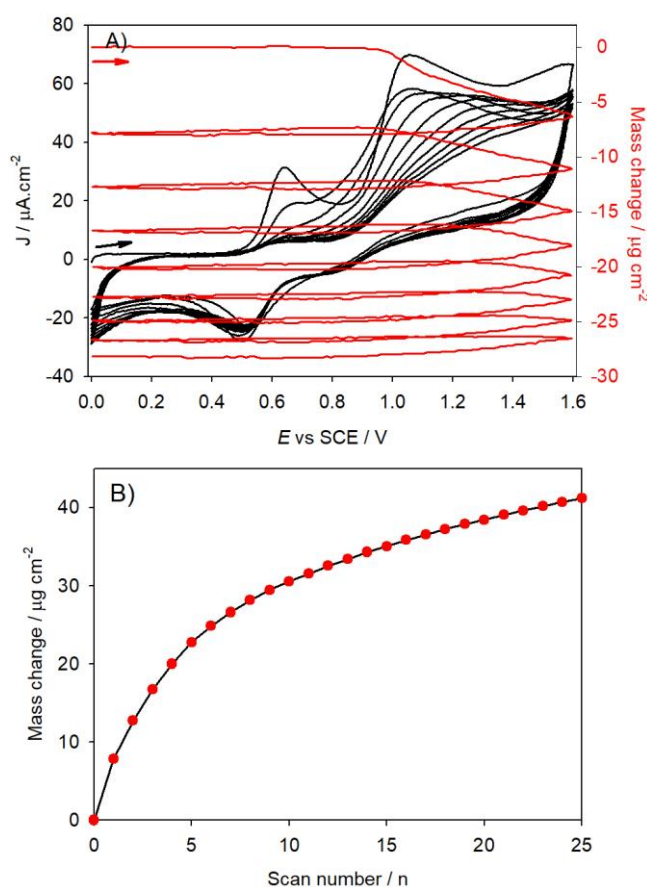 A)
80
60
40
20
0
-20
-40
J / µA.cm⁻²
0
-5
-10
-15
-20
-25
-30
Mass change / µg cm⁻²
0.0 0.2 0.4 0.6 0.8 1.0 1.2 1.4 1.6
E vs SCE / V
B)
40
30
20
10
0
Mass change / µg cm⁻²
0 5 10 15 20 25
Scan number / n